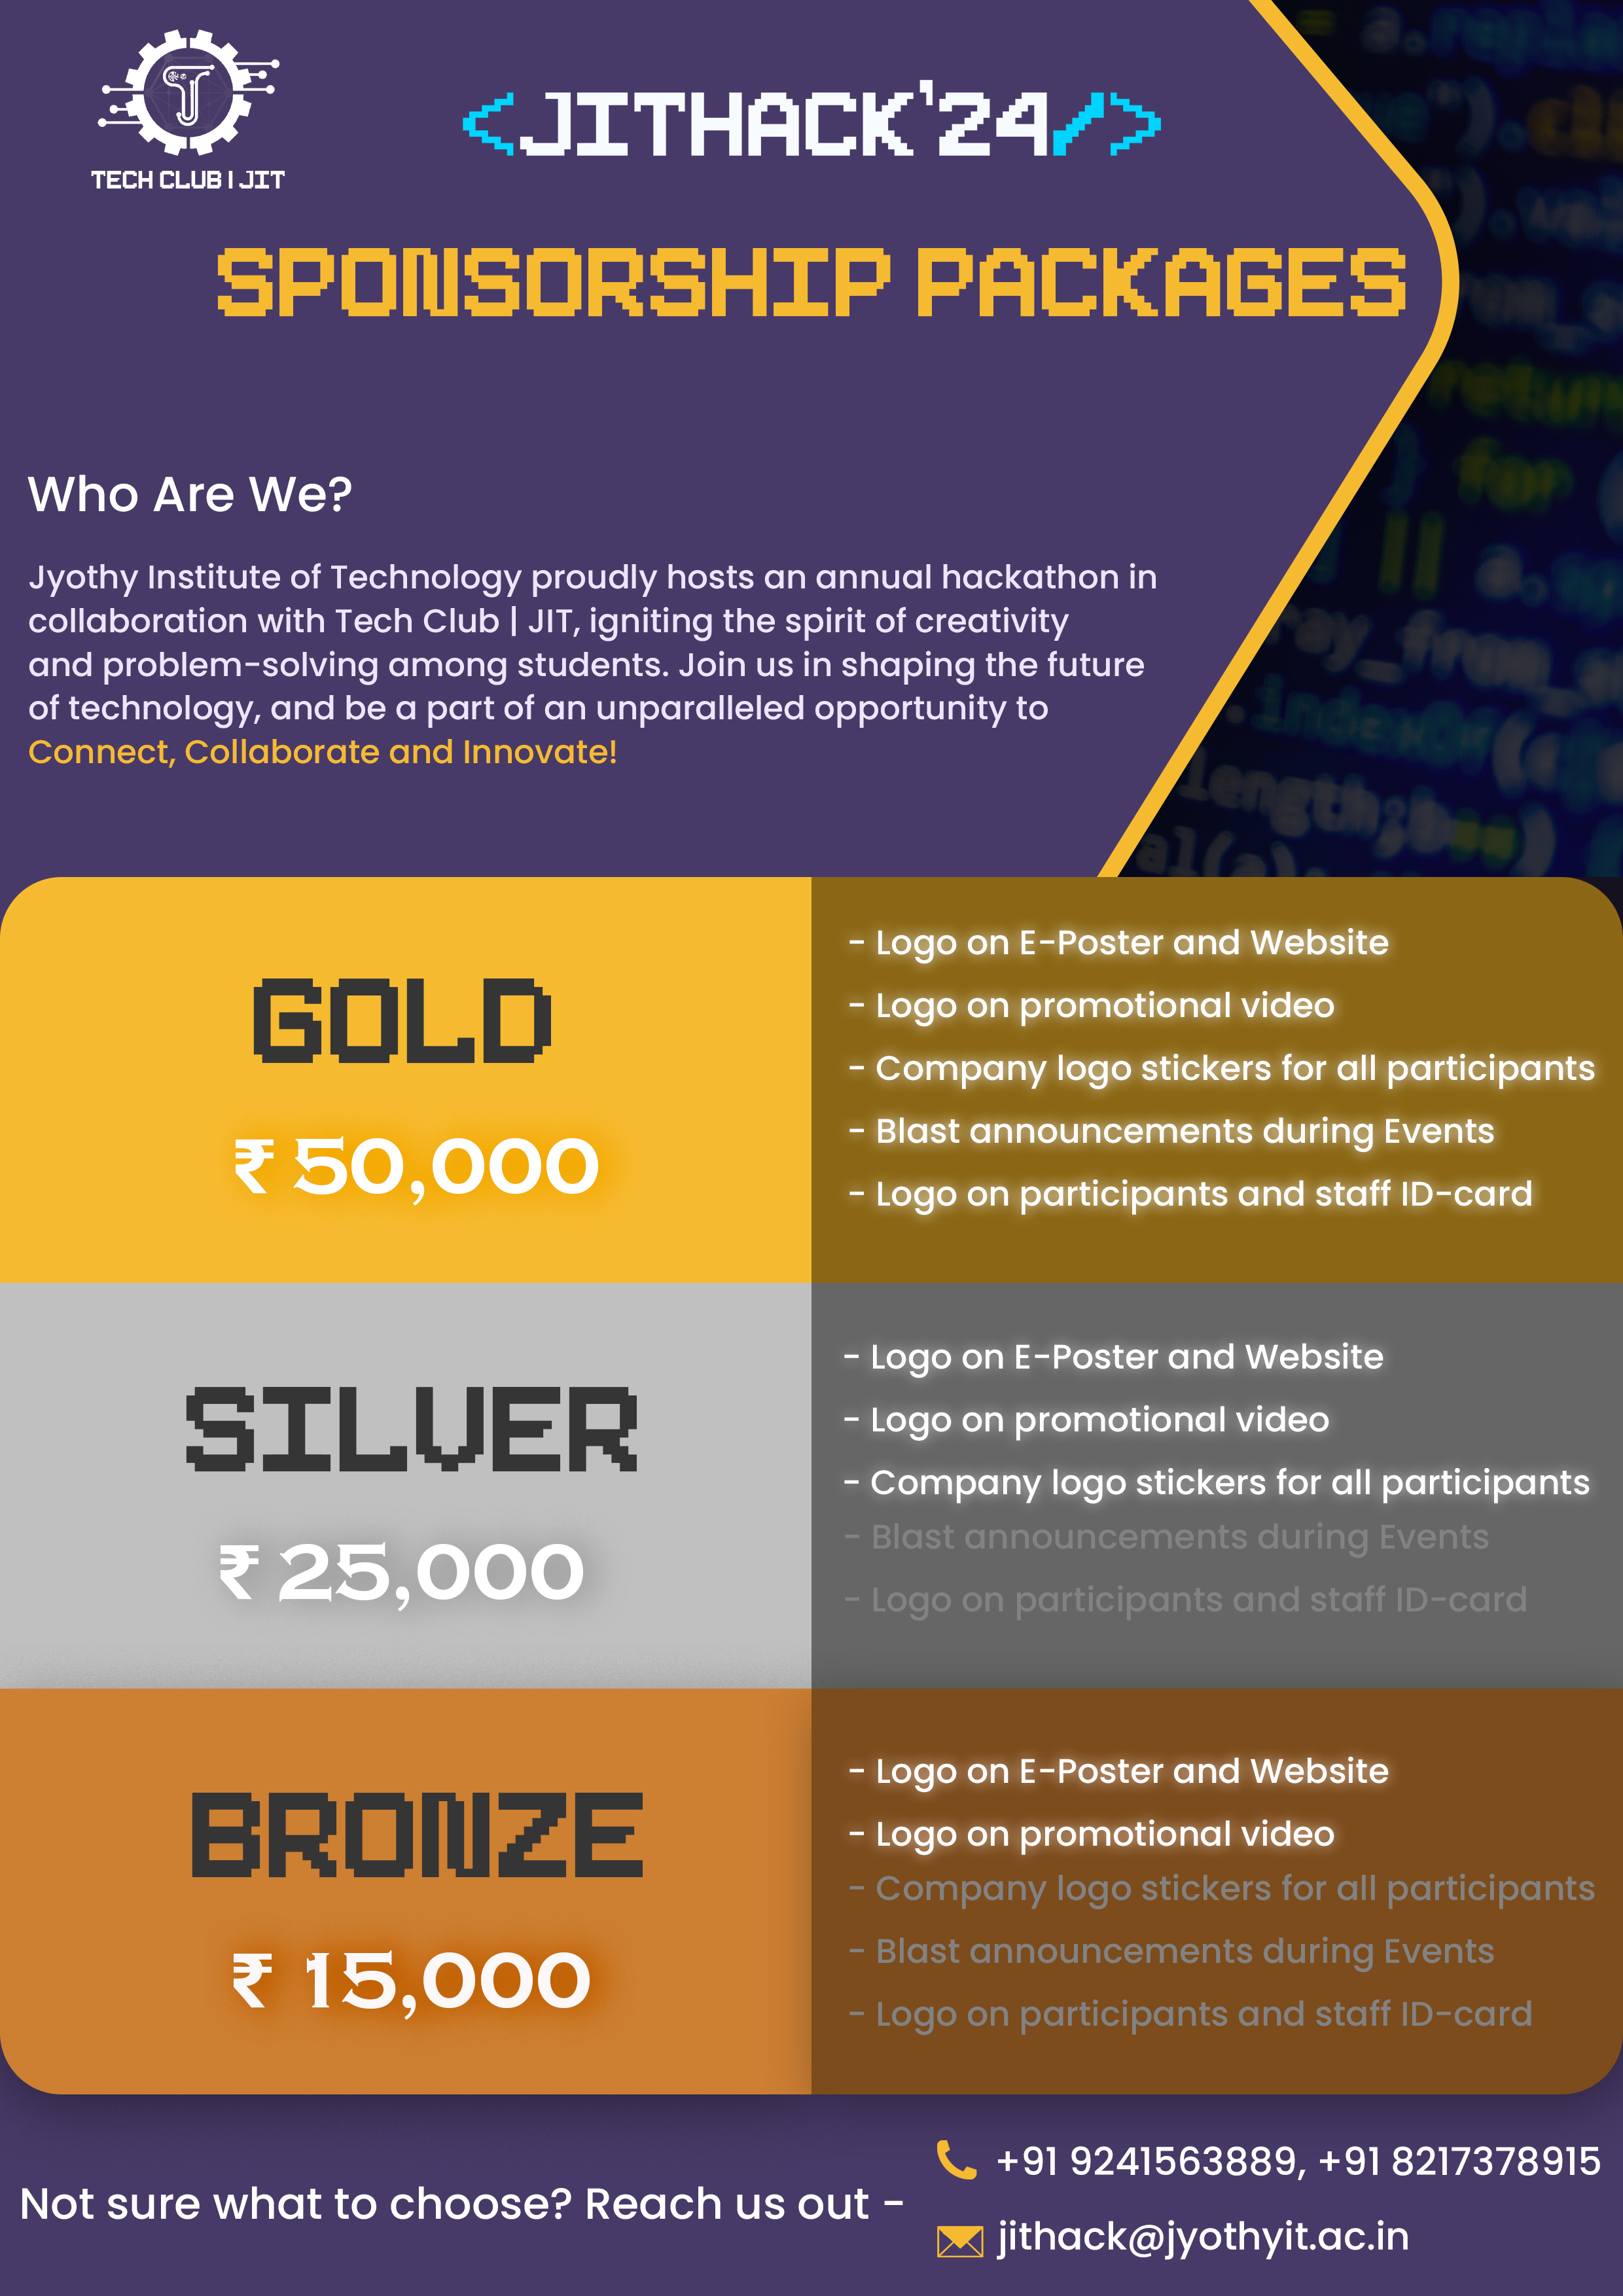 TECH CLUB | JIT
<JITHACK'24/>
SPONSORSHIP PACKAGES
Who Are We?
Jyothy Institute of Technology proudly hosts an annual hackathon in
collaboration with Tech Club | JIT, igniting the spirit of creativity
and problem-solving among students. Join us in shaping the future
of technology, and be a part of an unparalleled opportunity to
Connect, Collaborate and Innovate!
GOLD
₹ 50,000
- Logo on E-Poster and Website
- Logo on promotional video
- Company logo stickers for all participants
- Blast announcements during Events
- Logo on participants and staff ID-card
SILVER
₹ 25,000
- Logo on E-Poster and Website
- Logo on promotional video
- Company logo stickers for all participants
- Blast announcements during Events
- Logo on participants and staff ID-card
BRONZE
₹ 15,000
- Logo on E-Poster and Website
- Logo on promotional video
- Company logo stickers for all participants
- Blast announcements during Events
- Logo on participants and staff ID-card
Not sure what to choose? Reach us out -
+91 9241563889, +91 8217378915
jithack@jyothyit.ac.in